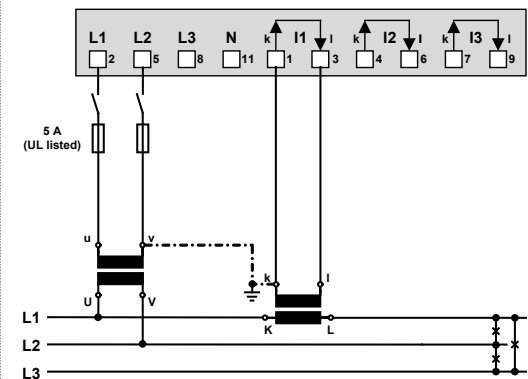 L1 L2 L3 N k I1 l k I2 l k I3 l
2 5 8 11 1 3 4 6 7 9
5 A
(UL listed)
u v
k l
U V
L1
K L
L2
L3